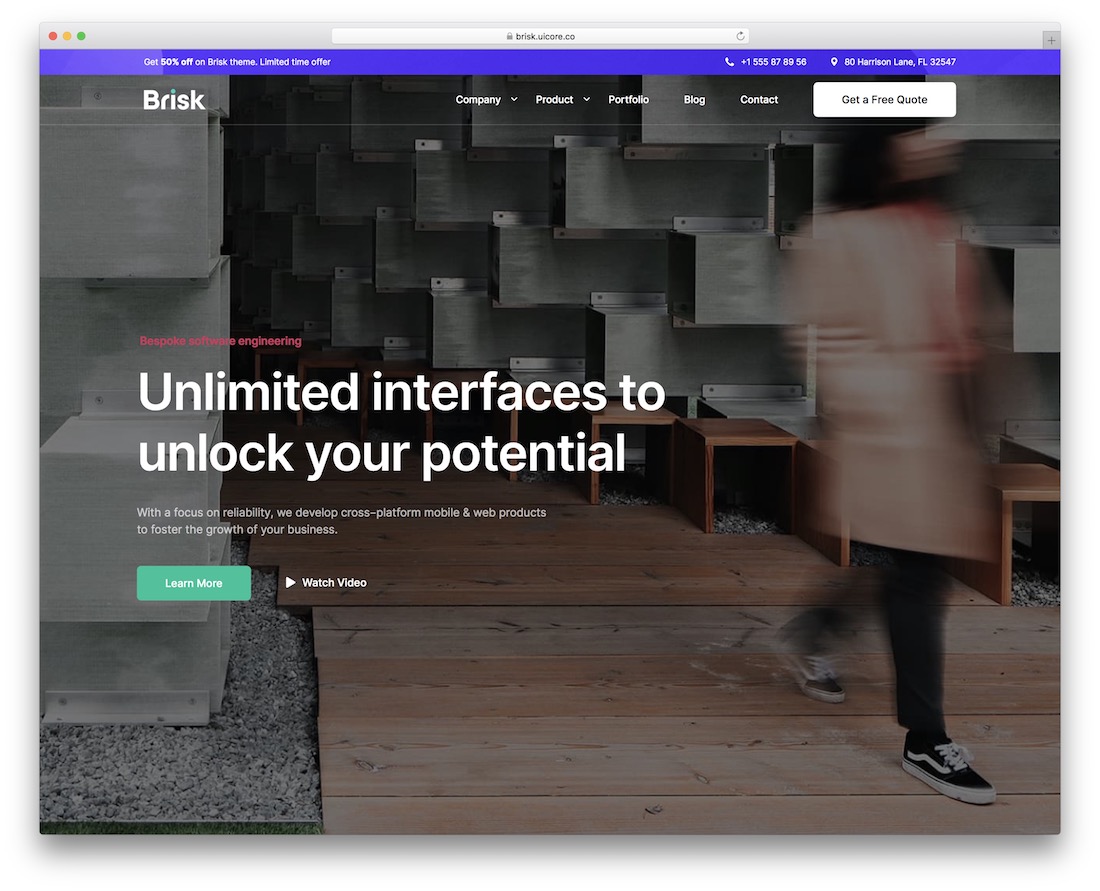 brisk.uicore.co
Get 50% off on Brisk theme. Limited time offer
+1 555 87 89 56
80 Harrison Lane, FL 32547
Brisk
Company
Product
Portfolio
Blog
Contact
Get a Free Quote
Bespoke software engineering
Unlimited interfaces to
unlock your potential
With a focus on reliability, we develop cross–platform mobile & web products
to foster the growth of your business.
Learn More
Watch Video